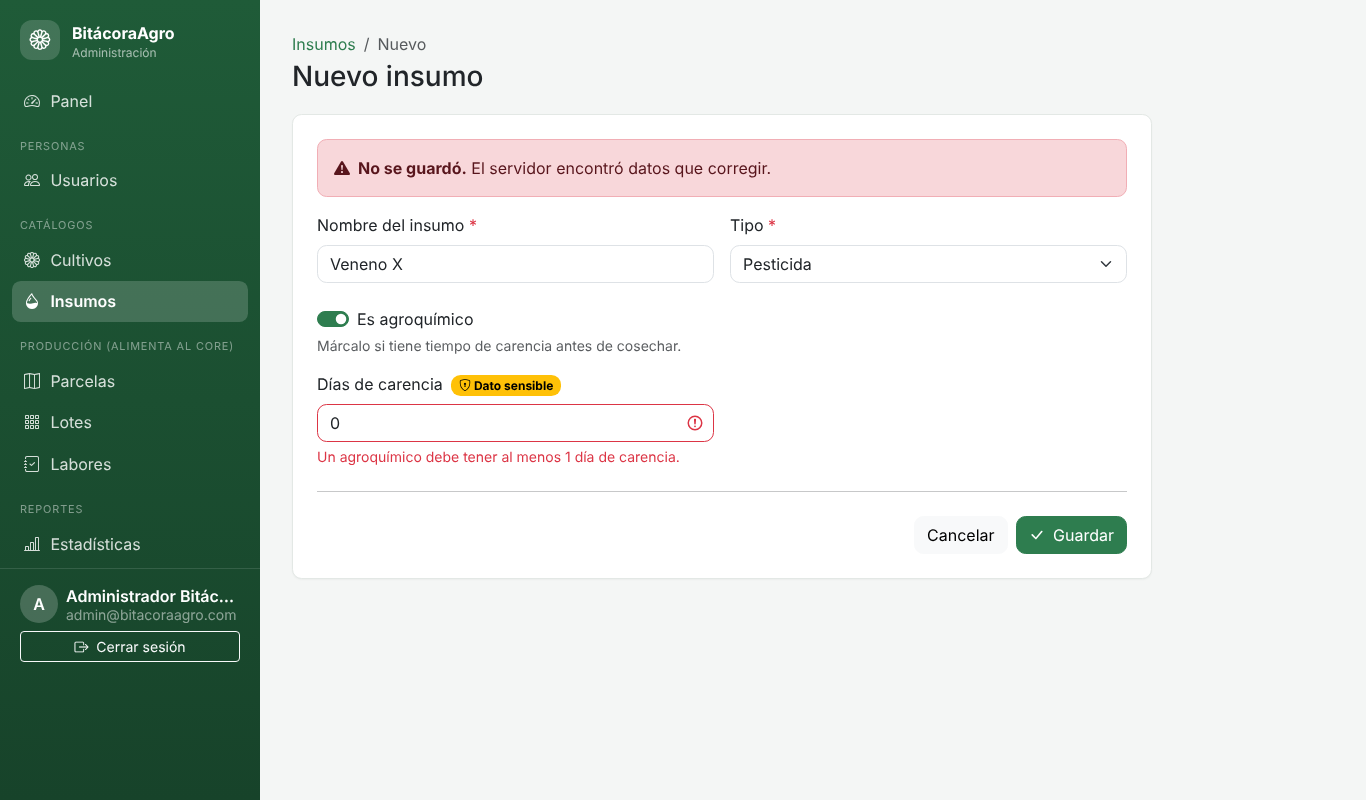 BitácoraAgro
Administración
Panel
PERSONAS
Usuarios
CATÁLOGOS
Cultivos
Insumos
PRODUCCIÓN (ALIMENTA AL CORE)
Parcelas
Lotes
Labores
REPORTES
Estadísticas
A
Administrador Bitác...
admin@bitacoraagro.com
Cerrar sesión
Insumos / Nuevo
Nuevo insumo
No se guardó. El servidor encontró datos que corregir.
Nombre del insumo * Tipo *
Veneno X Pesticida
Es agroquímico
Márcalo si tiene tiempo de carencia antes de cosechar.
Días de carencia Dato sensible
0
Un agroquímico debe tener al menos 1 día de carencia.
Cancelar Guardar